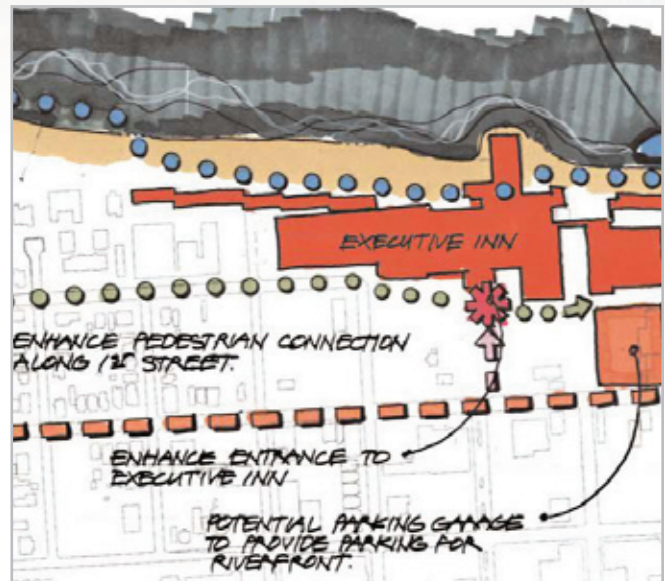 EXECUTIVE INN
ENHANCE PEDESTRIAN CONNECTION
ALONG 1ST STREET.
ENHANCE ENTRANCE TO
EXECUTIVE INN
POTENTIAL PARKING GARAGE
TO PROVIDE PARKING FOR
RIVERFRONT.